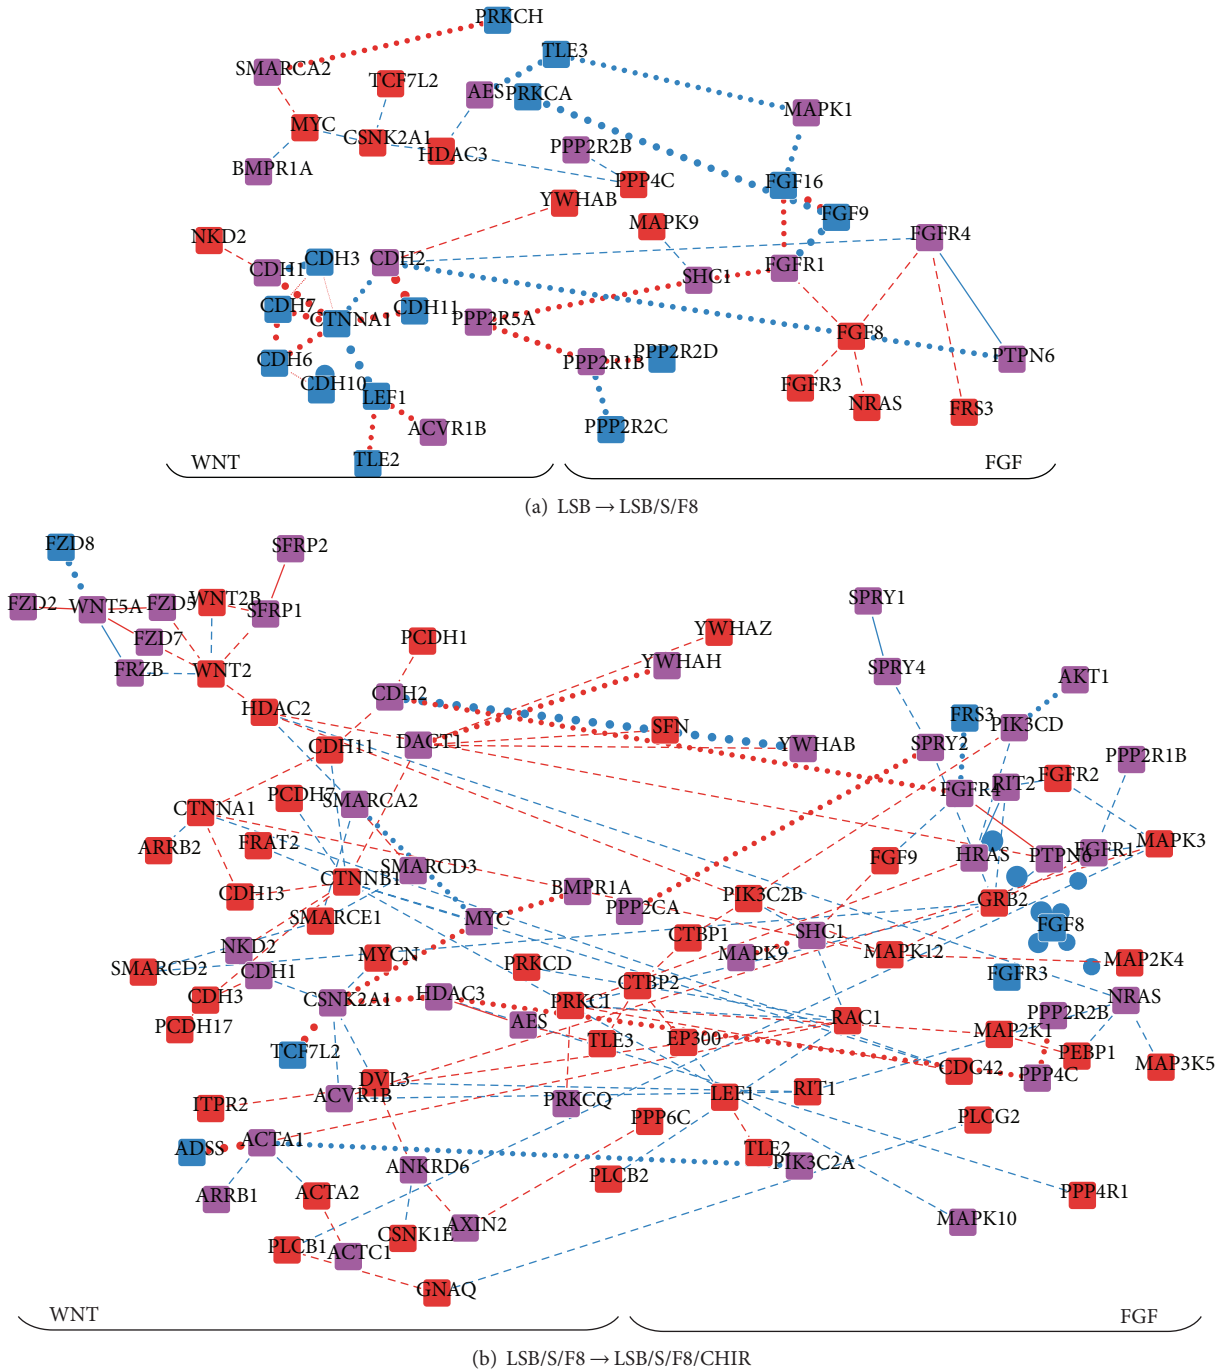 PRKCH
TLE3
SMARCA2
TCF7L2
AES
PRKCA
MAPK1
MYC
CSNK2A1
HDAC3
PPP2R2B
BMPR1A
PPP4C
FGF16
YWHAB
MAPK9
FGF9
NKD2
FGFR4
CDH1
CDH3
CDH2
SHC1
FGFR1
CDH7
CTNNA1
CDH11
PPP2R5A
FGF8
CDH6
PPP2R1B
PPP2R2D
PTPN6
CDH10
LEF1
FGFR3
NRAS
FRS3
ACVR1B
PPP2R2C
TLE2
WNT
FGF
(a) LSB → LSB/S/F8
FZD8
SFRP2
FZD2
WNT5A
FZD5
WNT2B
SFRP1
SPRY1
FZD7
PCDH1
YWHAZ
FRZB
WNT2
YWHAH
SPRY4
CDH2
AKT1
HDAC2
FRS3
CDH11
DACT1
SFN
YWHAB
SPRY2
PIK3CD
PPP2R1B
PCDH7
SMARCA2
FGFR4
RIT2
FGFR2
CTNNA1
ARRB2
FRAT2
SMARCD3
FGF9
HRAS
PTPN6
FGFR1
MAPK3
CDH13
CTNNB1
BMPR1A
PIK3C2B
GRB2
SMARCE1
MYC
PPP2CA
FGF8
NKD2
CTBP1
SHC1
SMARCD2
CDH1
MYCN
PRKCD
MAPK9
MAPK12
MAP2K4
CDH3
CSNK2A1
HDAC3
PRKCI
CTBP2
FGFR3
NRAS
PCDH17
AES
RAC1
PPP2R2B
TCF7L2
TLE3
EP300
MAP2K1
PEBP1
DVL3
CDC42
PPP4C
MAP3K5
ITPR2
ACVR1B
PRKCQ
LEF1
RIT1
ADSS
ACTA1
PPP6C
PLCG2
TLE2
ARRB1
ACTA2
ANKRD6
PLCB2
PIK3C2A
PPP4R1
PLCB1
ACTC1
CSNK1E
AXIN2
MAPK10
GNAQ
WNT
FGF
(b) LSB/S/F8 → LSB/S/F8/CHIR